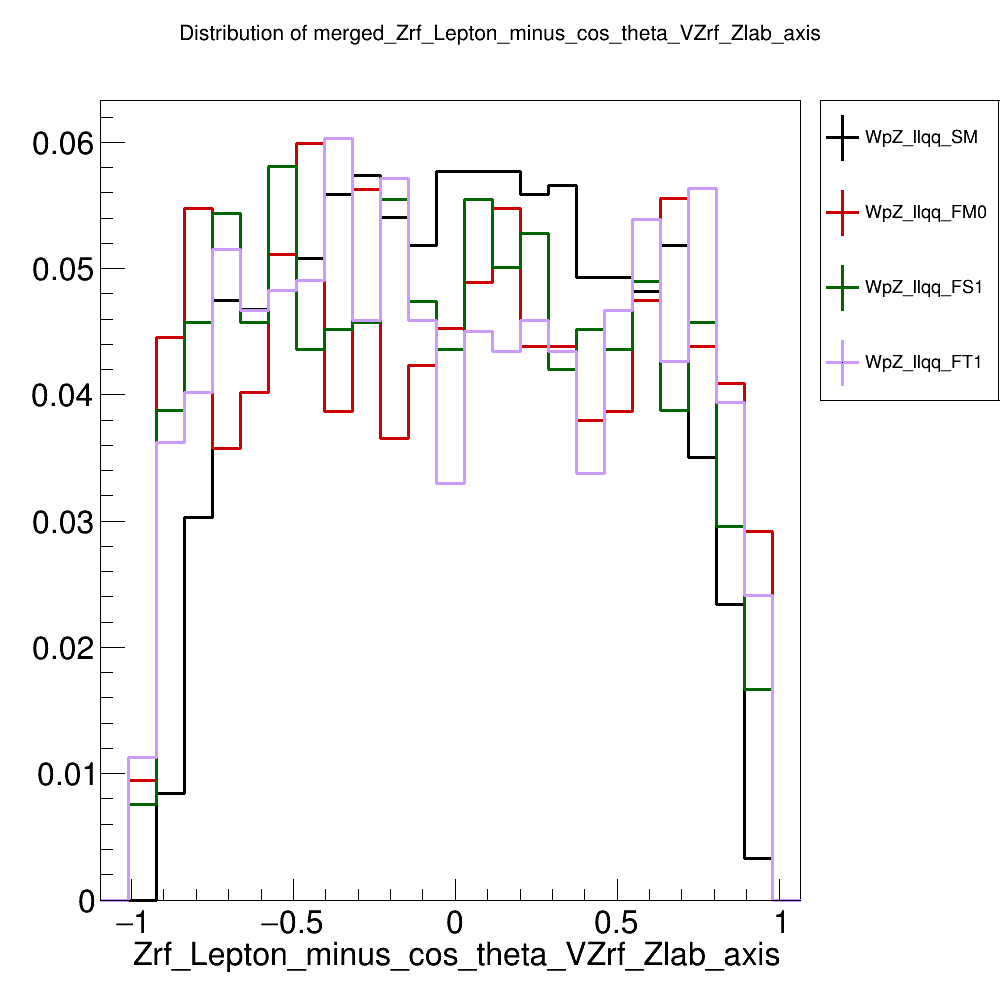 Distribution of merged_Zrf_Lepton_minus_cos_theta_VZrf_Zlab_axis
WpZ_llqq_SM
WpZ_llqq_FM0
WpZ_llqq_FS1
WpZ_llqq_FT1
0.06
0.05
0.04
0.03
0.02
0.01
0
−1 −0.5 0 0.5 1
Zrf_Lepton_minus_cos_theta_VZrf_Zlab_axis